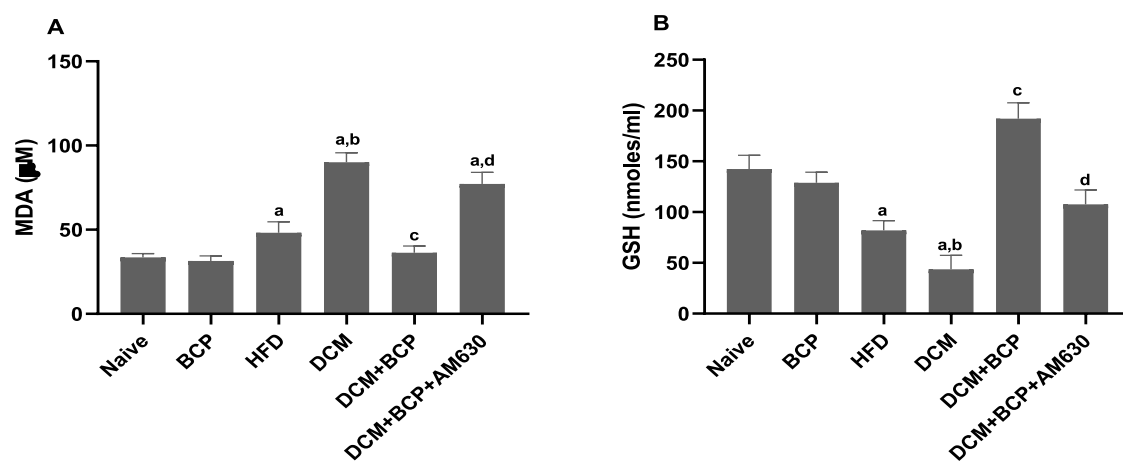 A
MDA (μM)
150
100
50
0
a
a,b
c
a,d
Naive
BCP
HFD
DCM
DCM+BCP
DCM+BCP+AM630
B
GSH (nmoles/ml)
250
200
150
100
50
0
a
a,b
c
d
Naive
BCP
HFD
DCM
DCM+BCP
DCM+BCP+AM630